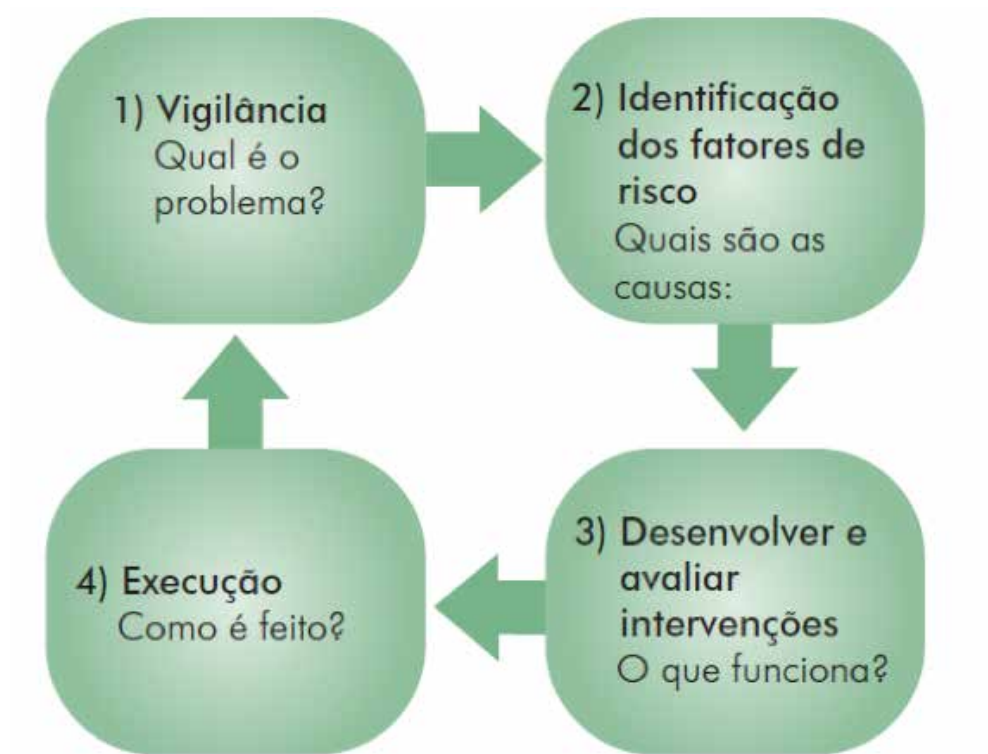 1) Vigilância
Qual é o
problema?
2) Identificação
dos fatores de
risco
Quais são as
causas:
3) Desenvolver e
avaliar
intervenções
O que funciona?
4) Execução
Como é feito?